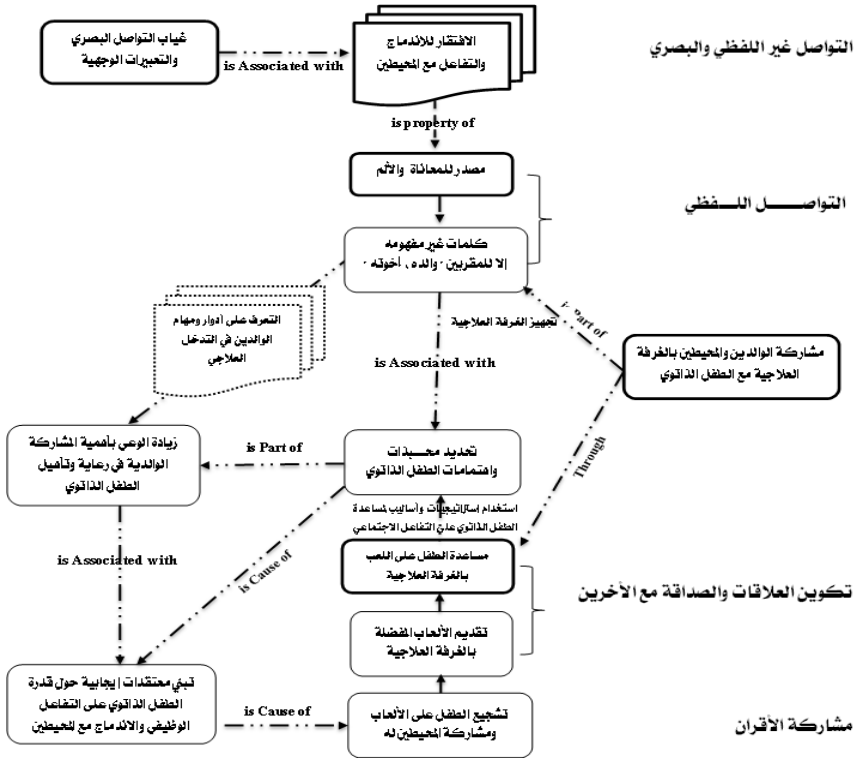 التواصل غير اللفظي والبصري
غياب التواصل البصري
والتعبيرات الوجهية
is Associated with
الافتقار للاندماج
والتفاعل مع المحيطين
is property of
مصدر للمعاناة والألم
التواصـــــــل اللـــفظي
كلمات غير مفهومه
إلا للمقربين · والده ، أخوته ·
is Part of
تجهيز الغرفة العلاجية
التعرف على أدوار ومهام
الوالدين في التدخل
العلاجي
is Associated with
مشاركة الوالدين والمحيطين بالغرفة
العلاجية مع الطفل الذاتوي
Through
زيادة الوعي بأهمية المشاركة
الوالدية في رعاية وتأهيل
الطفل الذاتوي
is Part of
تحديد محــبذات
واهتمامات الطفل الذاتوي
استخدام إستراتيجيات وأساليب لمساعدة
الطفل الذاتوي على التفاعل الاجتماعي
is Associated with
is Cause of
مساعدة الطفل على اللعب
بالغرفة العلاجية
تكوين العلاقات والصداقة مع الآخرين
تقديم الألعاب المفضلة
بالغرفة العلاجية
تبني معتقدات إيجابية حول قدرة
الطفل الذاتوي على التفاعل
الوظيفي والاندماج مع المحيطين
is Cause of
تشجيع الطفل على الألعاب
ومشاركة المحيطين له
مشاركة الأقران